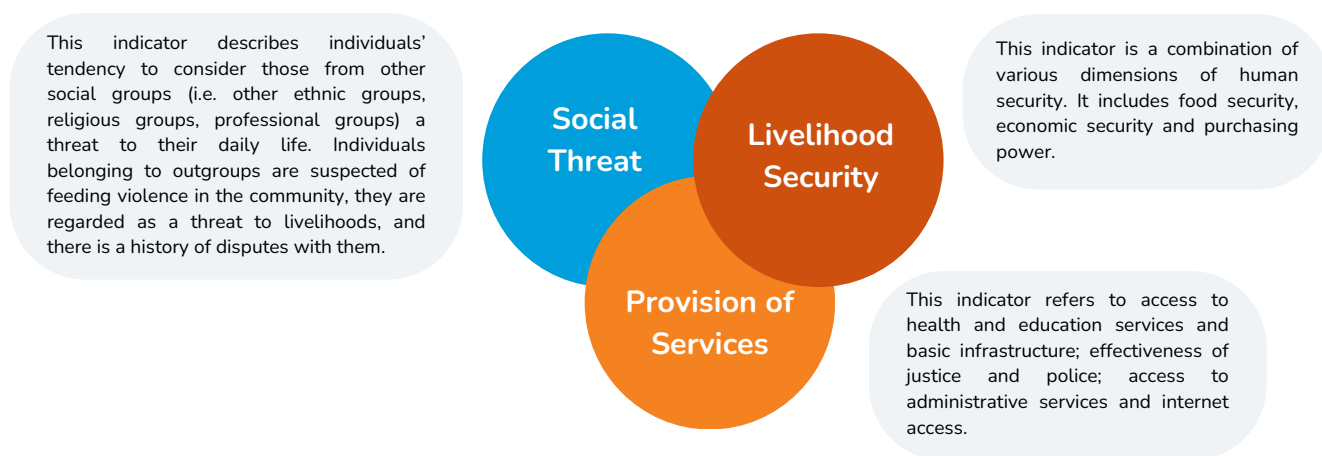 This indicator describes individuals’
tendency to consider those from other
social groups (i.e. other ethnic groups,
religious groups, professional groups) a
threat to their daily life. Individuals
belonging to outgroups are suspected of
feeding violence in the community, they are
regarded as a threat to livelihoods, and
there is a history of disputes with them.
Social
Threat
Livelihood
Security
This indicator is a combination of
various dimensions of human
security. It includes food security,
economic security and purchasing
power.
Provision of
Services
This indicator refers to access to
health and education services and
basic infrastructure; effectiveness of
justice and police; access to
administrative services and internet
access.